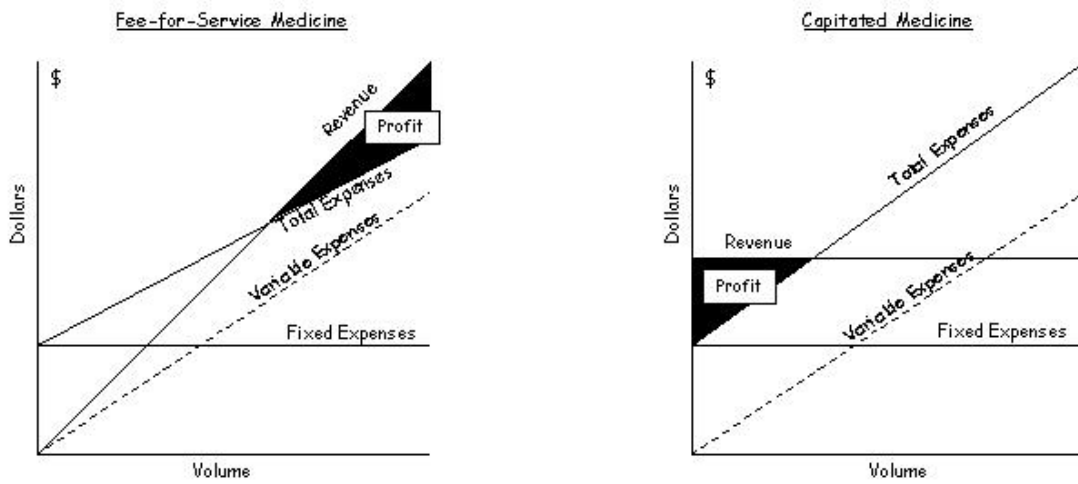 Fee-for-Service Medicine
$
Revenue
Profit
Total Expenses
Variable Expenses
Fixed Expenses
Dollars
Volume
Capitated Medicine
$
Total Expenses
Revenue
Profit
Variable Expenses
Fixed Expenses
Dollars
Volume